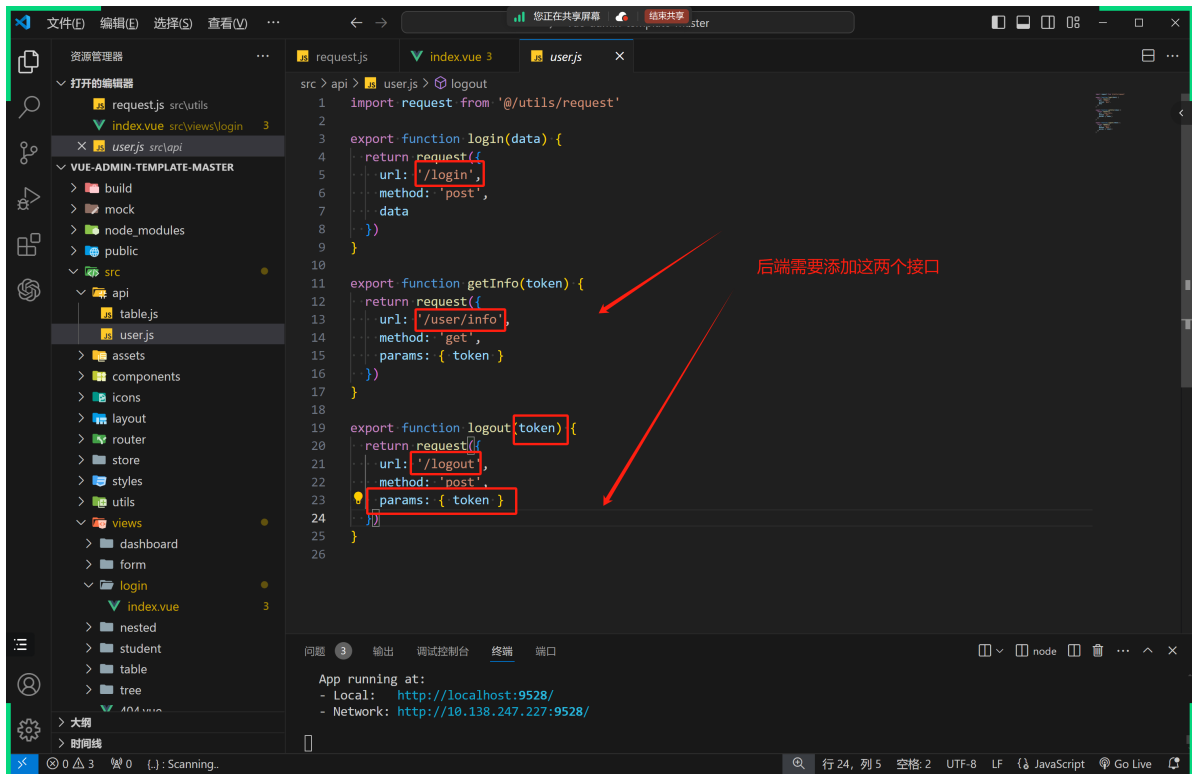 文件(F) 编辑(E) 选择(S) 查看(V) ···
您正在共享屏幕 结束共享
-master
资源管理器 ···
request.js index.vue 3 user.js
打开的编辑器
src > api > user.js > logout
request.js src\utils
index.vue src\views\login 3
user.js src\api
VUE-ADMIN-TEMPLATE-MASTER
build
mock
node_modules
public
src
api
table.js
user.js
assets
components
icons
layout
router
store
styles
utils
views
dashboard
form
login
index.vue 3
nested
student
table
tree
404.vue
大纲
时间线
1 import request from '@/utils/request'
2
3 export function login(data) {
4 return request({
5 url: '/login',
6 method: 'post',
7 data
8 })
9 }
10
11 export function getInfo(token) {
12 return request({
13 url: '/user/info',
14 method: 'get',
15 params: { token }
16 })
17 }
18
19 export function logout(token) {
20 return request({
21 url: '/logout',
22 method: 'post',
23 params: { token }
24 })
25 }
26
后端需要添加这两个接口
问题 3 输出 调试控制台 终端 端口
node
App running at:
- Local: http://localhost:9528/
- Network: http://10.138.247.227:9528/
0 3 0 {..} : Scanning..
行 24，列 5 空格: 2 UTF-8 LF JavaScript Go Live